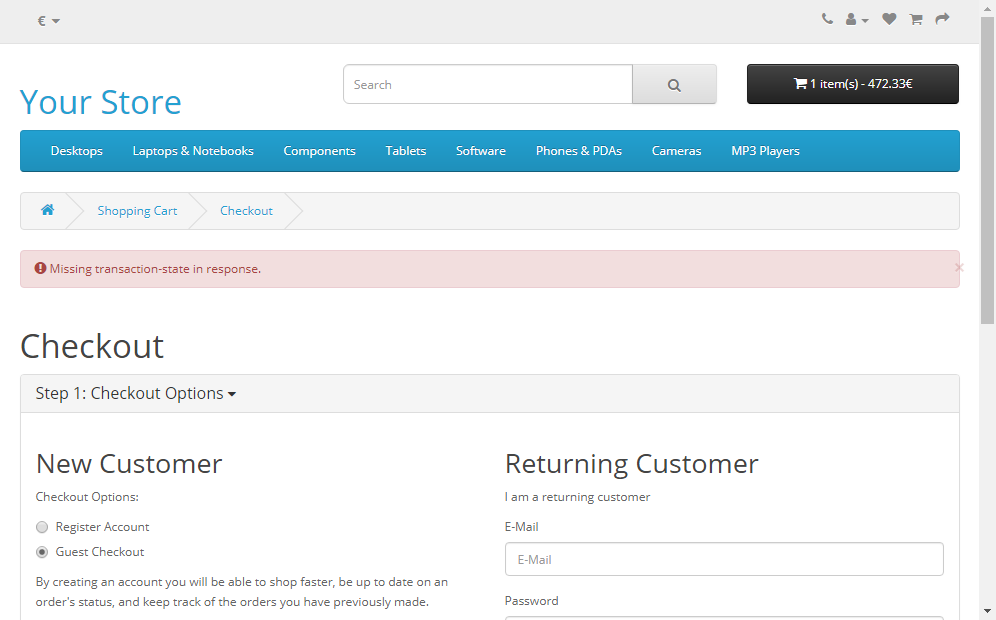 €
Your Store
Search
1 item(s) - 472.33€
Desktops Laptops & Notebooks Components Tablets Software Phones & PDAs Cameras MP3 Players
Shopping Cart Checkout
Missing transaction-state in response.
×
Checkout
Step 1: Checkout Options
New Customer
Checkout Options:
Register Account
Guest Checkout
By creating an account you will be able to shop faster, be up to date on an
order's status, and keep track of the orders you have previously made.
Returning Customer
I am a returning customer
E-Mail
E-Mail
Password